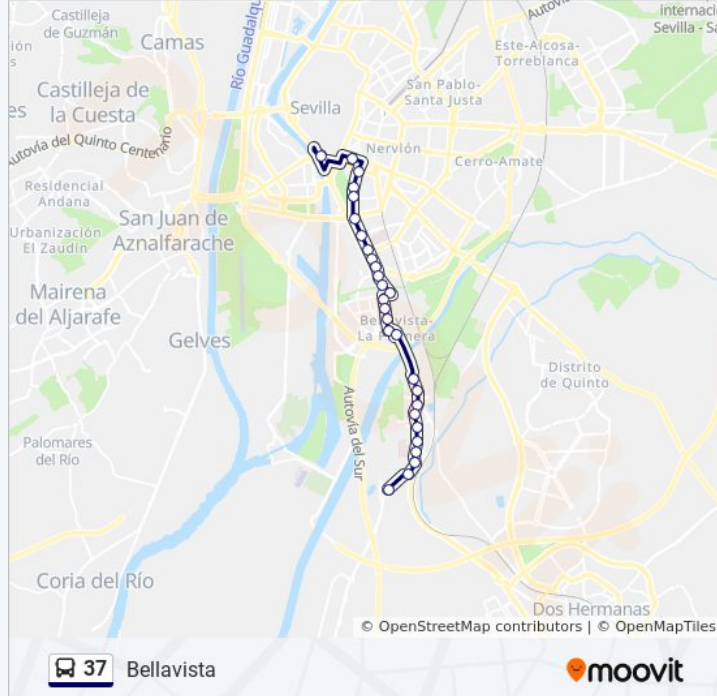 Castilleja
de Guzmán
Camas
Río Guadalqu
Autov
internaci
Sevilla - Sa
Este-Alcosa-
Torreblanca
ión
s
Castilleja de
la Cuesta
es
San Pablo-
Santa Justa
Sevilla
Autovía del Quinto Centenario
Nervión
Cerro-Amate
Residencial
Andana
San Juan de
Aznalfarache
Urbanización
El Zaudín
Mairena
del Aljarafe
Gelves
Bellavista-
La Palmera
Distrito
de Quinto
Autovía del Sur
Palomares
del Río
Coria del Río
Dos Hermanas
© OpenStreetMap contributors | © OpenMapTiles
37 Bellavista
moovit